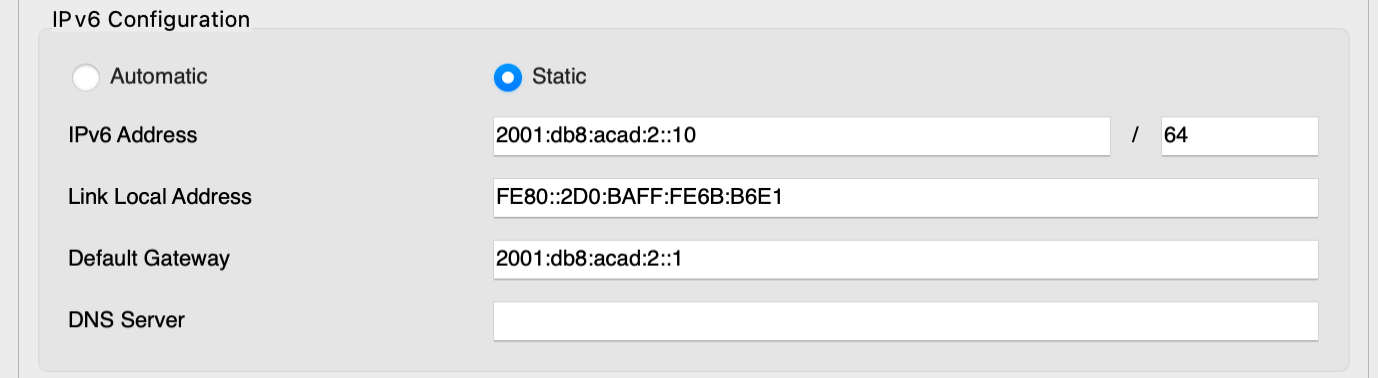 IPv6 Configuration
Automatic Static
IPv6 Address 2001:db8:acad:2::10 / 64
Link Local Address FE80::2D0:BAFF:FE6B:B6E1
Default Gateway 2001:db8:acad:2::1
DNS Server